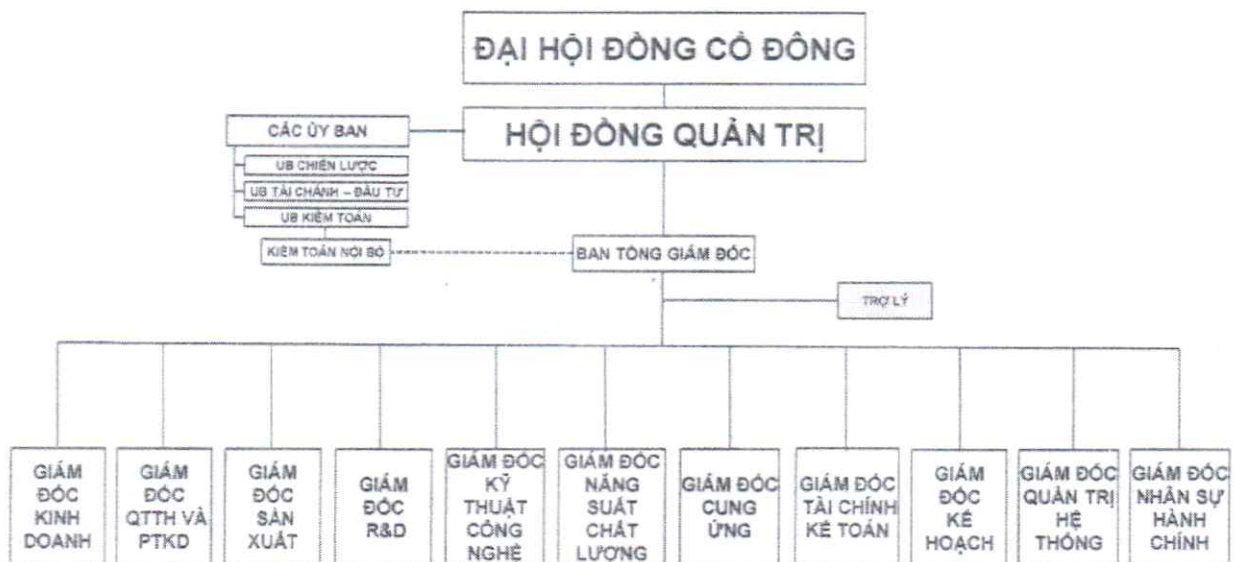 ĐẠI HỘI ĐỒNG CỔ ĐÔNG
HỘI ĐỒNG QUẢN TRỊ
CÁC ỦY BAN
UB CHIẾN LƯỢC
UB TÀI CHÁNH – ĐẦU TƯ
UB KIỂM TOÁN
KIỂM TOÁN NỘI BỘ
BAN TỔNG GIÁM ĐỐC
TRỢ LÝ
GIÁM
ĐỐC
KINH
DOANH
GIÁM
ĐỐC
QTTH VÀ
PTKD
GIÁM
ĐỐC
SẢN
XUẤT
GIÁM
ĐỐC
R&D
GIÁM ĐỐC
KỸ
THUẬT
CÔNG
NGHỆ
GIÁM ĐỐC
NĂNG
SUẤT
CHẤT
LƯỢNG
GIÁM ĐỐC
CUNG
ỨNG
GIÁM ĐỐC
TÀI CHÍNH
KẾ TOÁN
GIÁM
ĐỐC
KẾ
HOẠCH
GIÁM ĐỐC
QUẢN TRỊ
HỆ
THỐNG
GIÁM ĐỐC
NHÂN SỰ
HÀNH
CHÍNH